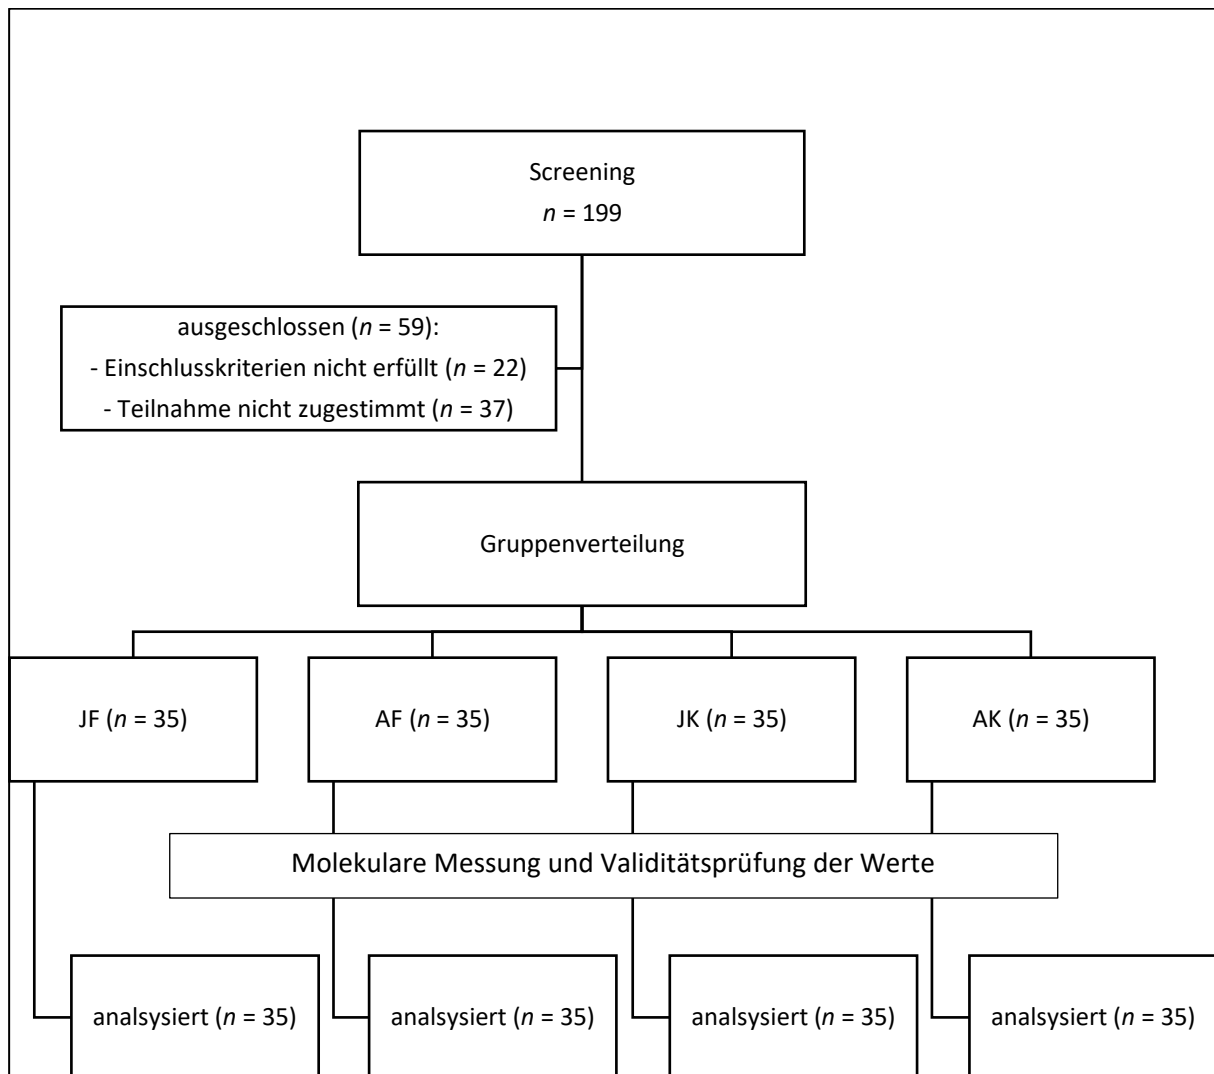 Screening
n = 199
ausgeschlossen (n = 59):
- Einschlusskriterien nicht erfüllt (n = 22)
- Teilnahme nicht zugestimmt (n = 37)
Gruppenverteilung
JF (n = 35)
AF (n = 35)
JK (n = 35)
AK (n = 35)
Molekulare Messung und Validitätsprüfung der Werte
analsysiert (n = 35)
analsysiert (n = 35)
analsysiert (n = 35)
analsysiert (n = 35)